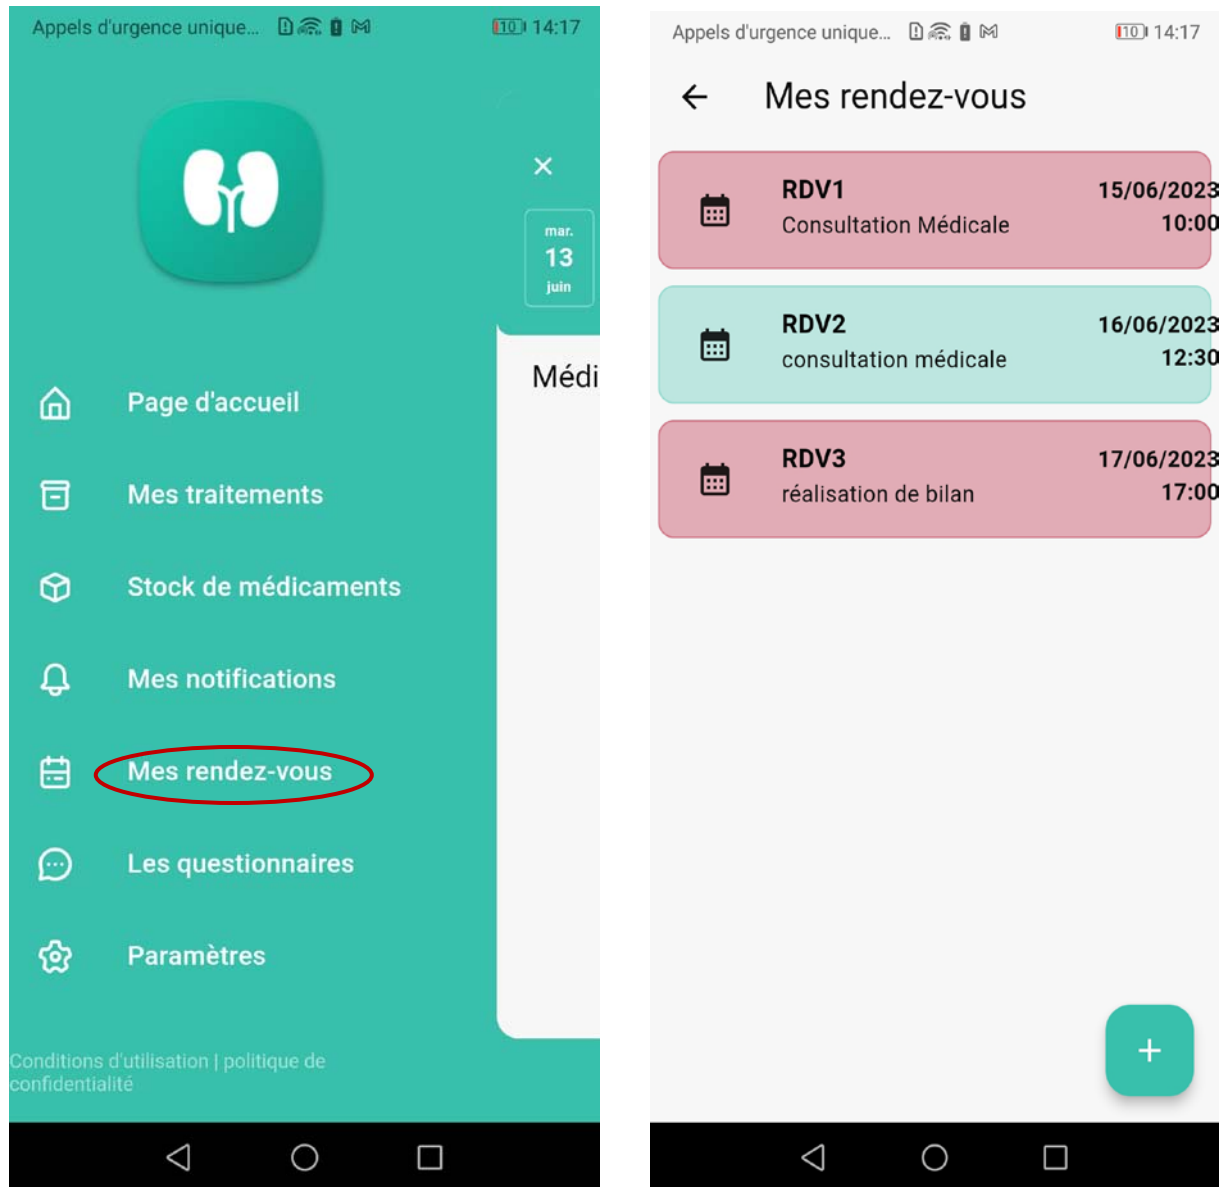 Appels d'urgence unique... 10 14:17
mar.
13
juin
Médi
Page d'accueil
Mes traitements
Stock de médicaments
Mes notifications
Mes rendez-vous
Les questionnaires
Paramètres
Conditions d'utilisation | politique de
confidentialité
Appels d'urgence unique... 10 14:17
Mes rendez-vous
RDV1 15/06/2023
Consultation Médicale 10:00
RDV2 16/06/2023
consultation médicale 12:30
RDV3 17/06/2023
réalisation de bilan 17:00